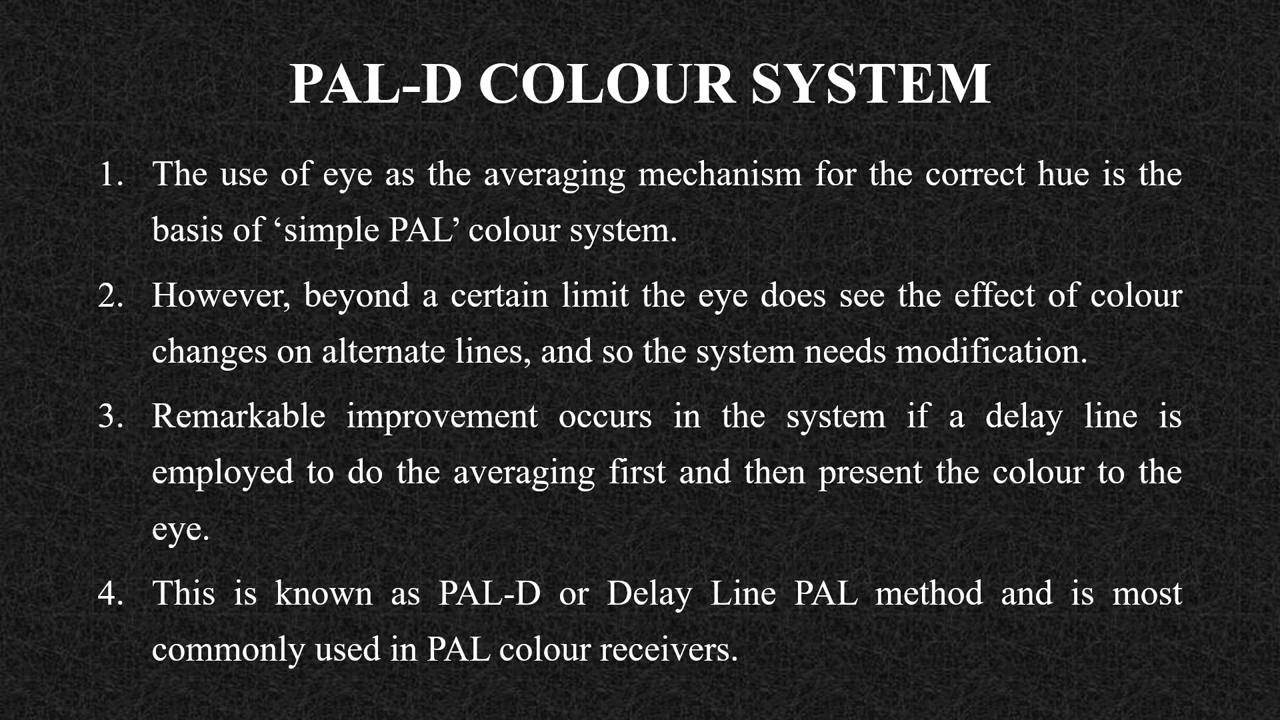 PAL-D COLOUR SYSTEM
1. The use of eye as the averaging mechanism for the correct hue is the
basis of ‘simple PAL’ colour system.
2. However, beyond a certain limit the eye does see the effect of colour
changes on alternate lines, and so the system needs modification.
3. Remarkable improvement occurs in the system if a delay line is
employed to do the averaging first and then present the colour to the
eye.
4. This is known as PAL-D or Delay Line PAL method and is most
commonly used in PAL colour receivers.